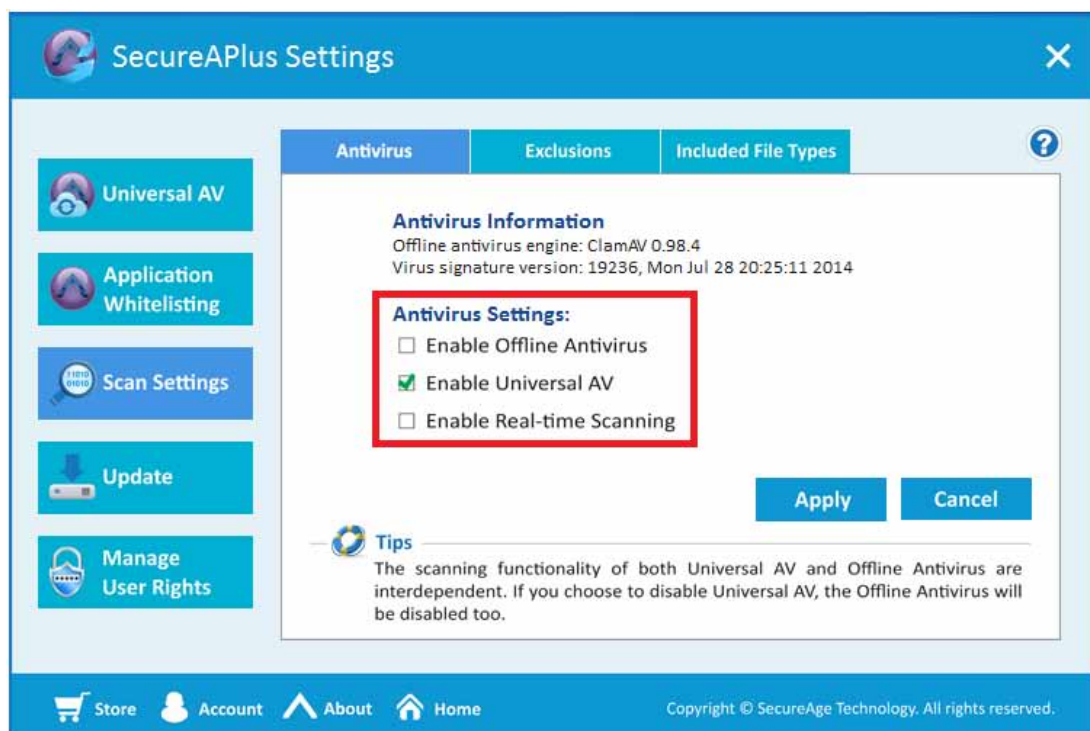 SecureAPlus Settings
Universal AV
Application
Whitelisting
Scan Settings
Update
Manage
User Rights
Antivirus
Exclusions
Included File Types
?
Antivirus Information
Offline antivirus engine: ClamAV 0.98.4
Virus signature version: 19236, Mon Jul 28 20:25:11 2014
Antivirus Settings:
Enable Offline Antivirus
Enable Universal AV
Enable Real-time Scanning
Apply
Cancel
Tips
The scanning functionality of both Universal AV and Offline Antivirus are
interdependent. If you choose to disable Universal AV, the Offline Antivirus will
be disabled too.
Store
Account
About
Home
Copyright © SecureAge Technology. All rights reserved.